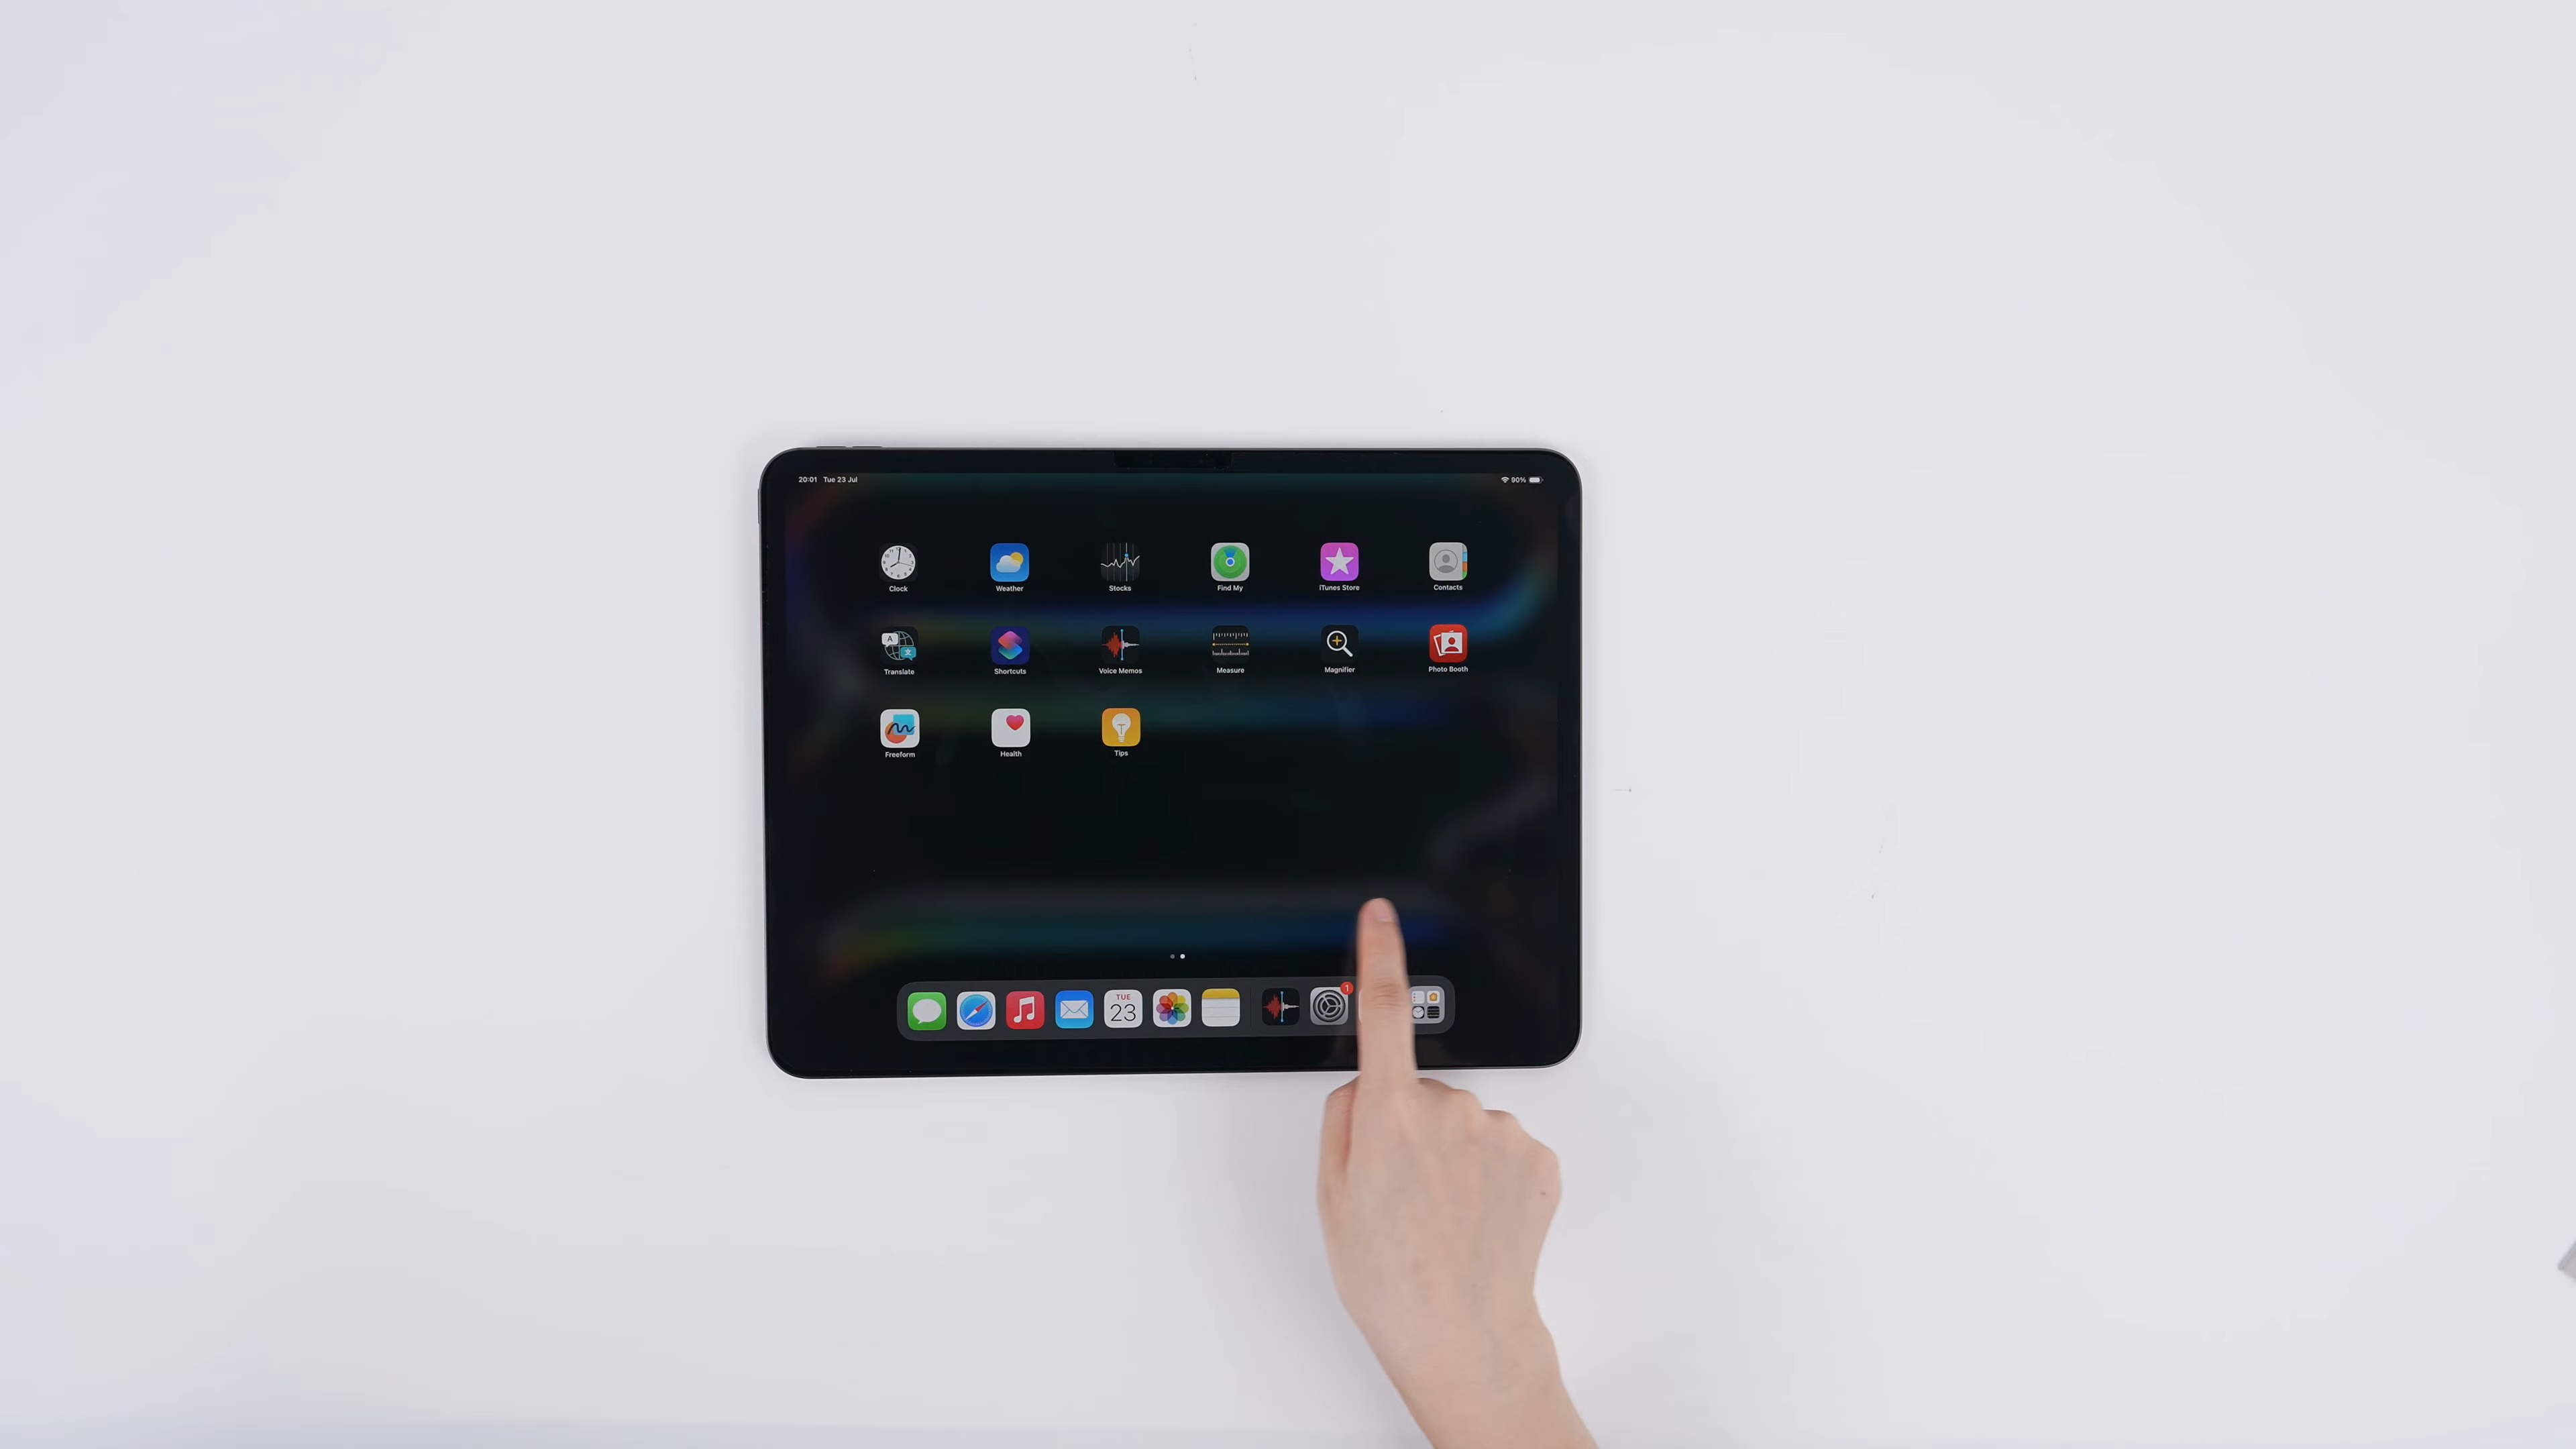 20:01 Tue 23 Jul
90%
Clock
Weather
Stocks
Find My
iTunes Store
Contacts
Translate
Shortcuts
Voice Memos
Measure
Magnifier
Photo Booth
Freeform
Health
Tips
TUE
23
1